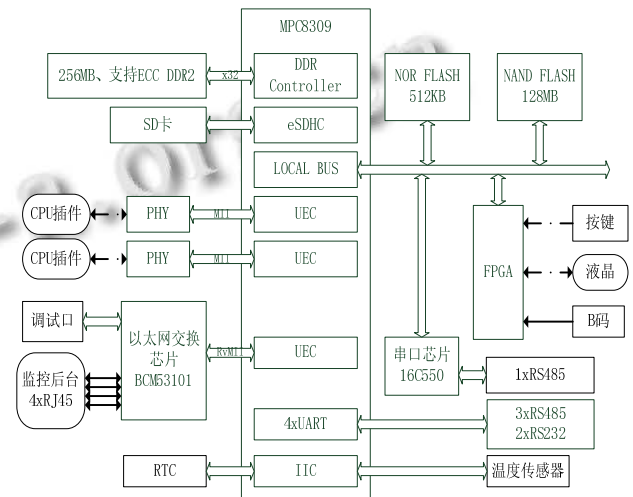 MPC8309
256MB、支持ECC DDR2
x32
DDR
Controller
NOR FLASH
512KB
NAND FLASH
128MB
SD卡
eSDHC
LOCAL BUS
CPU插件
PHY
MII
UEC
CPU插件
PHY
MII
UEC
FPGA
按键
液晶
B码
调试口
以太网交换
芯片
BCM53101
RvMII
UEC
监控后台
4xRJ45
串口芯片
16C550
1xRS485
4xUART
3xRS485
2xRS232
RTC
IIC
温度传感器